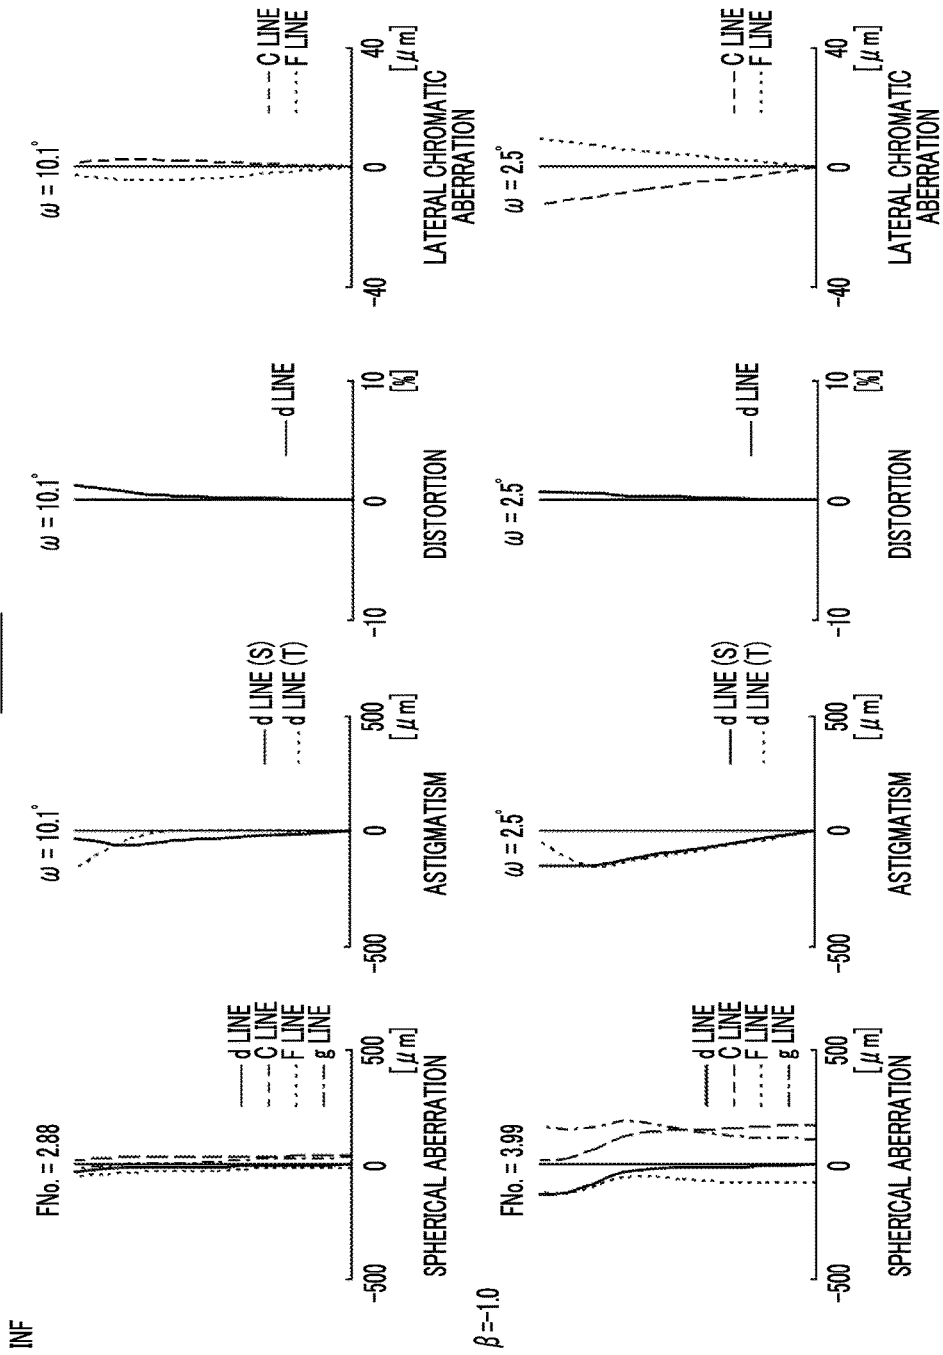 INF
FNo. = 2.88
d LINE
C LINE
F LINE
g LINE
-500
0
500
[μm]
SPHERICAL ABERRATION
ω = 10.1°
d LINE (S)
d LINE (T)
-500
0
500
[μm]
ASTIGMATISM
ω = 10.1°
d LINE
-10
0
10
[%]
DISTORTION
ω = 10.1°
C LINE
F LINE
-40
0
40
[μm]
LATERAL CHROMATIC
ABERRATION
β=-1.0
FNo. = 3.99
d LINE
C LINE
F LINE
g LINE
-500
0
500
[μm]
SPHERICAL ABERRATION
ω = 2.5°
d LINE (S)
d LINE (T)
-500
0
500
[μm]
ASTIGMATISM
ω = 2.5°
d LINE
-10
0
10
[%]
DISTORTION
ω = 2.5°
C LINE
F LINE
-40
0
40
[μm]
LATERAL CHROMATIC
ABERRATION